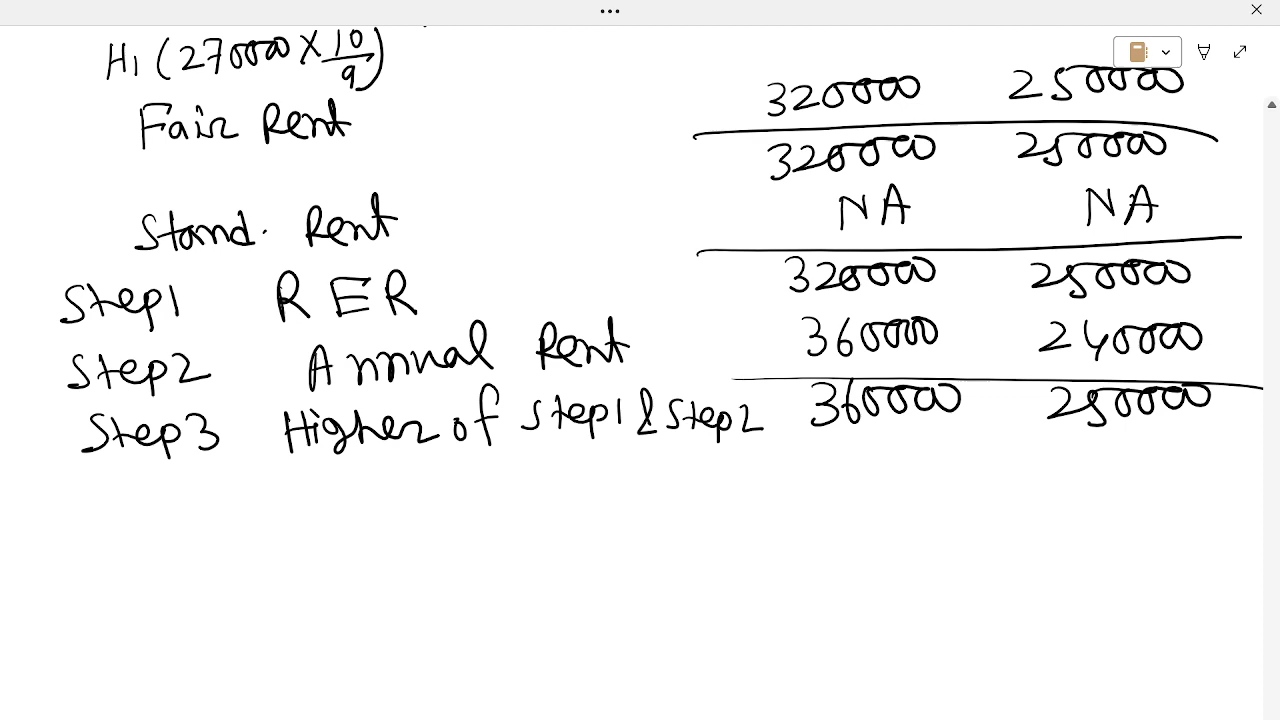 H1 (270000 × 10/9)
Fair Rent 320000 250000
320000 250000
Stand. Rent NA NA
Step1 RER 320000 250000
Step2 Annual Rent 360000 240000
Step3 Higher of Step1 & Step2 360000 250000